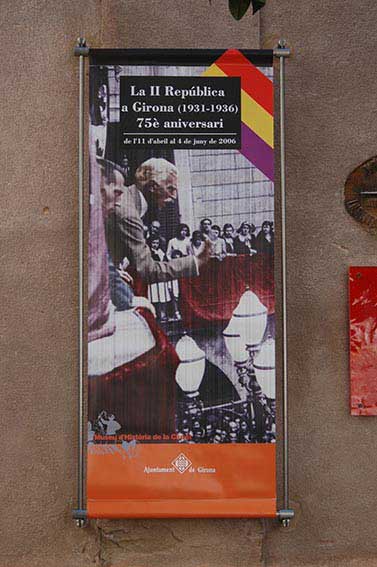 La II República
a Girona (1931-1936)
75è aniversari
de l'11 d'abril al 4 de juny de 2006
Museu d'Història de la Ciutat
Ajuntament de Girona